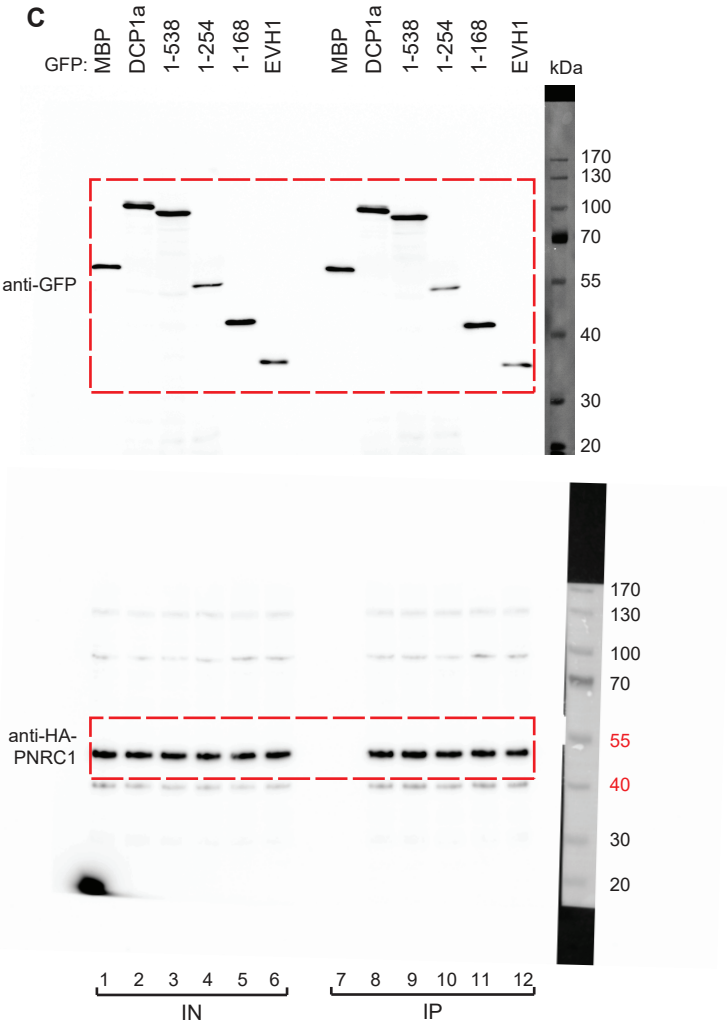 C
GFP: MBP DCP1a 1-538 1-254 1-168 EVH1 MBP DCP1a 1-538 1-254 1-168 EVH1 kDa
170
130
100
70
anti-GFP 55
40
30
20
170
130
100
70
anti-HA-
PNRC1
55
40
30
20
1 2 3 4 5 6 7 8 9 10 11 12
IN IP